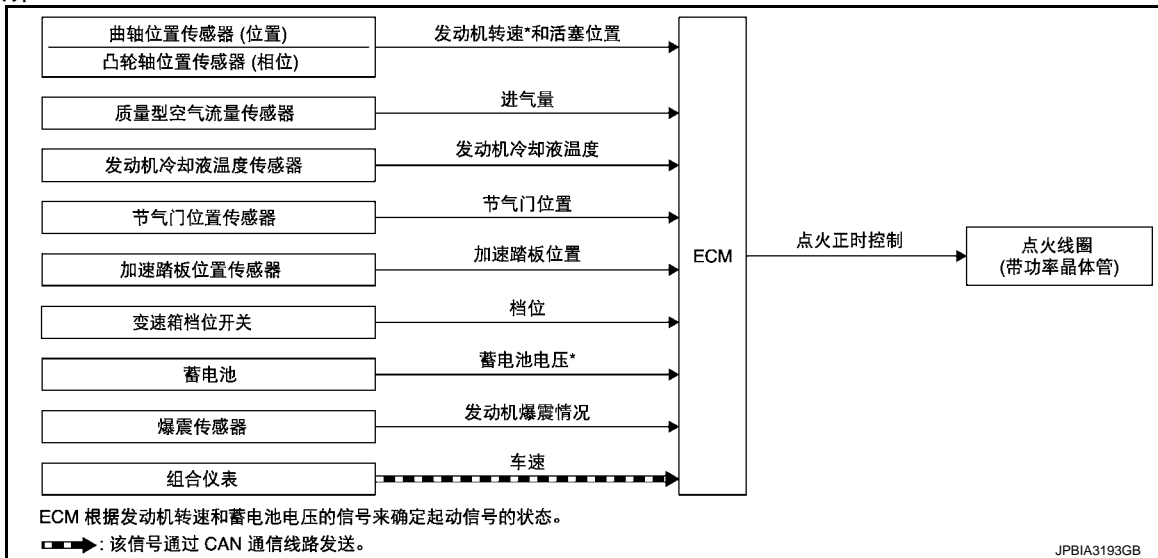 曲轴位置传感器 (位置)
凸轮轴位置传感器 (相位)
发动机转速*和活塞位置
质量型空气流量传感器
进气量
发动机冷却液温度传感器
发动机冷却液温度
节气门位置传感器
节气门位置
加速踏板位置传感器
加速踏板位置
ECM
点火正时控制
点火线圈
(带功率晶体管)
变速箱档位开关
档位
蓄电池
蓄电池电压*
爆震传感器
发动机爆震情况
组合仪表
车速
ECM 根据发动机转速和蓄电池电压的信号来确定起动信号的状态。
: 该信号通过 CAN 通信线路发送。
JPBIA3193GB